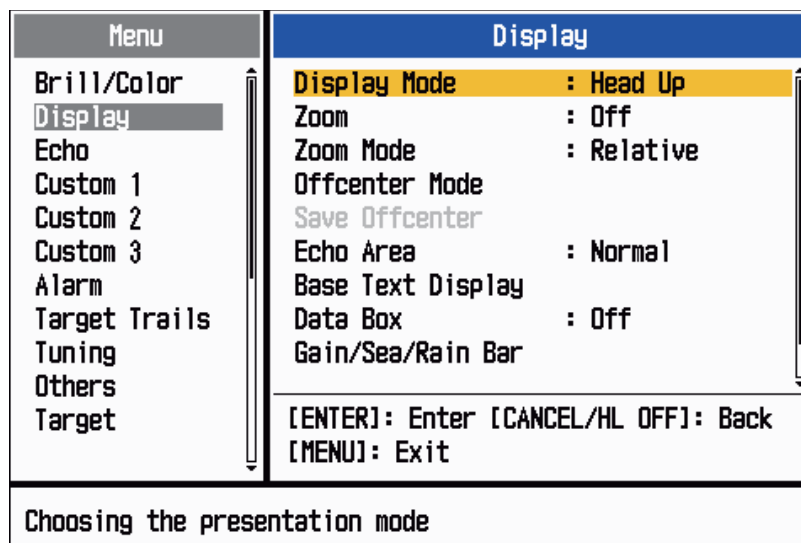 Menu
Brill/Color
Display
Echo
Custom 1
Custom 2
Custom 3
Alarm
Target Trails
Tuning
Others
Target
Display
Display Mode : Head Up
Zoom : Off
Zoom Mode : Relative
Offcenter Mode
Save Offcenter
Echo Area : Normal
Base Text Display
Data Box : Off
Gain/Sea/Rain Bar
[ENTER]: Enter [CANCEL/HL OFF]: Back
[MENU]: Exit
Choosing the presentation mode